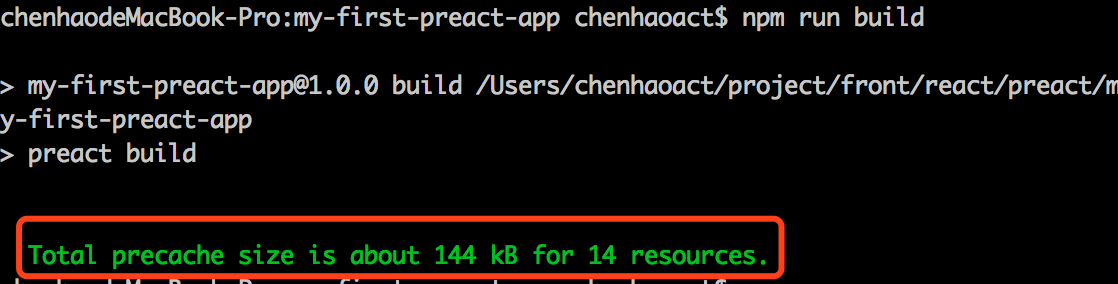 chenhaodeMacBook-Pro:my-first-preact-app chenhaoact$ npm run build
> my-first-preact-app@1.0.0 build /Users/chenhaoact/project/front/react/preact/m
y-first-preact-app
> preact build
Total precache size is about 144 kB for 14 resources.